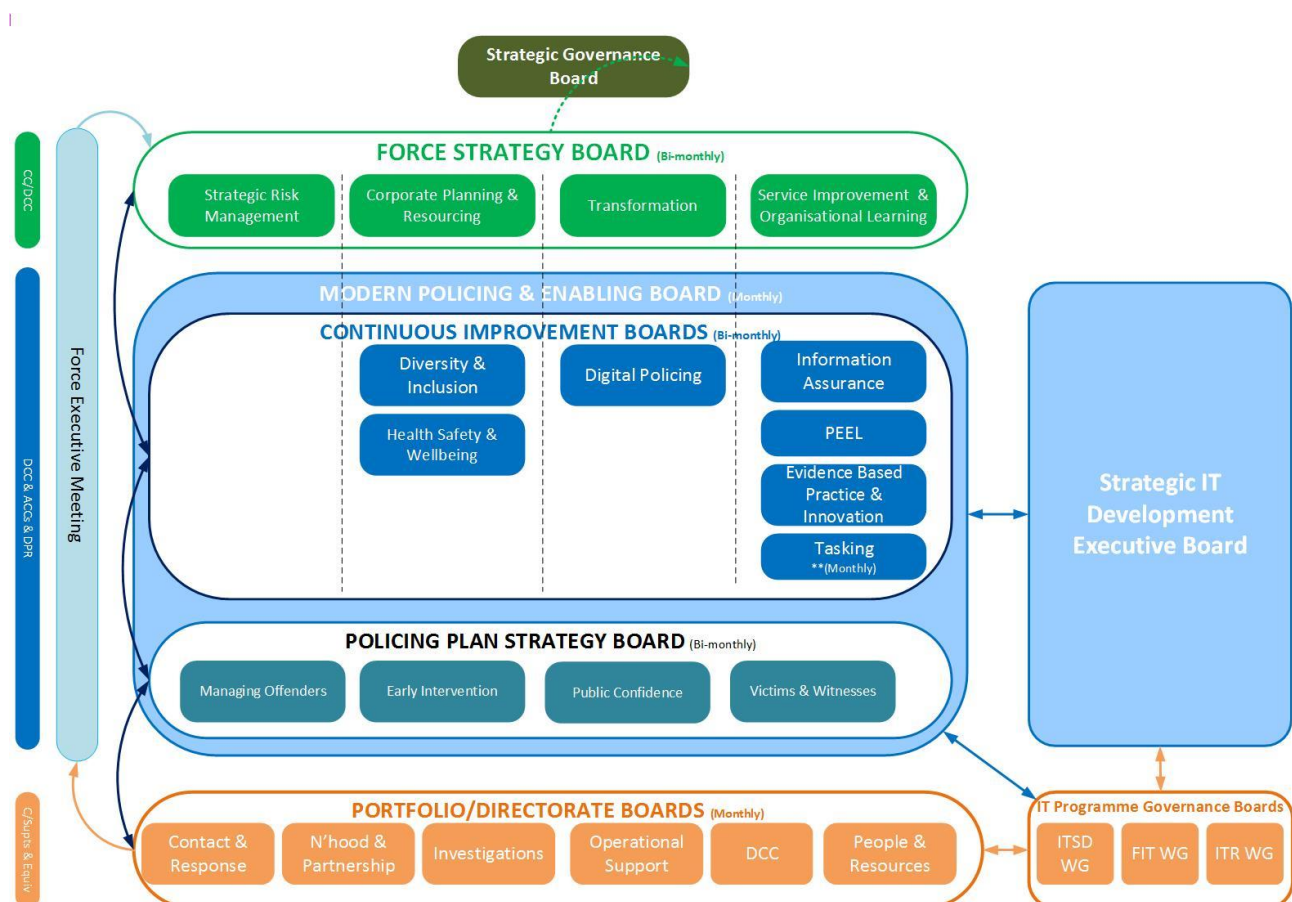 Strategic Governance
Board
CC/DCC
FORCE STRATEGY BOARD (Bi-monthly)
Strategic Risk
Management
Corporate Planning &
Resourcing
Transformation
Service Improvement &
Organisational Learning
DCC & ACCs & DPR
Force Executive Meeting
MODERN POLICING & ENABLING BOARD (Monthly)
CONTINUOUS IMPROVEMENT BOARDS (Bi-monthly)
Diversity &
Inclusion
Health Safety &
Wellbeing
Digital Policing
Information
Assurance
PEEL
Evidence Based
Practice &
Innovation
Tasking
**(Monthly)
Strategic IT
Development
Executive Board
POLICING PLAN STRATEGY BOARD (Bi-monthly)
Managing Offenders
Early Intervention
Public Confidence
Victims & Witnesses
C/Supts & Equiv
PORTFOLIO/DIRECTORATE BOARDS (Monthly)
Contact &
Response
N'hood &
Partnership
Investigations
Operational
Support
DCC
People &
Resources
IT Programme Governance Boards
ITSD
WG
FIT WG
ITR WG